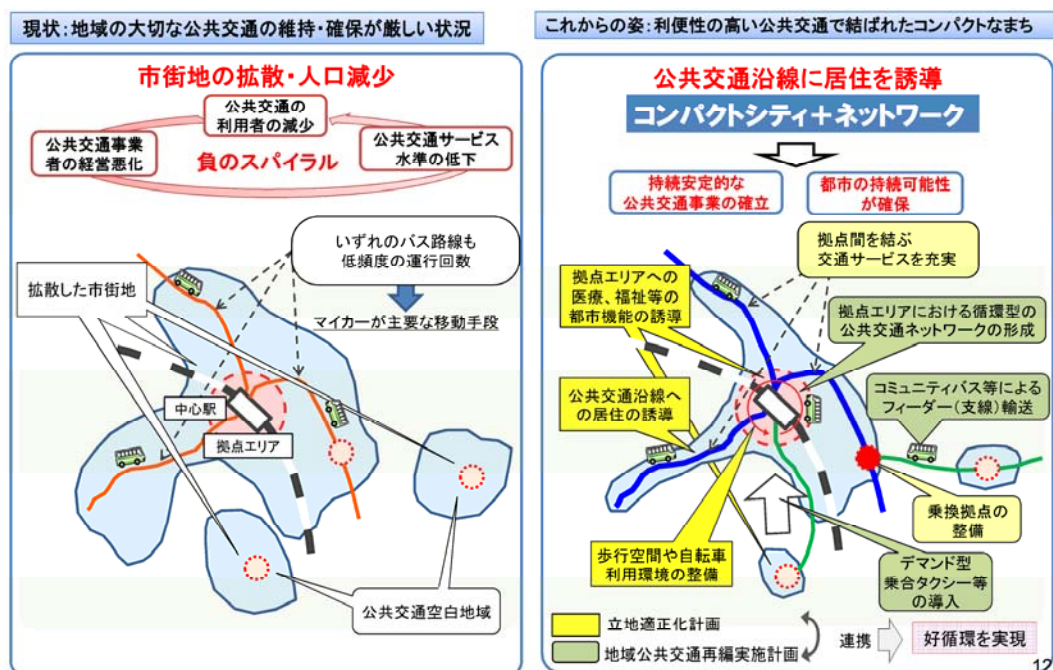 現状：地域の大切な公共交通の維持・確保が厳しい状況
市街地の拡散・人口減少
公共交通の
利用者の減少
公共交通事業
者の経営悪化
負のスパイラル
公共交通サービス
水準の低下
いずれのバス路線も
低頻度の運行回数
拡散した市街地
マイカーが主要な移動手段
中心駅
拠点エリア
公共交通空白地域
これからの姿：利便性の高い公共交通で結ばれたコンパクトなまち
公共交通沿線に居住を誘導
コンパクトシティ＋ネットワーク
持続安定的な
公共交通事業の確立
都市の持続可能性
が確保
拠点間を結ぶ
交通サービスを充実
拠点エリアへの
医療、福祉等の
都市機能の誘導
拠点エリアにおける循環型の
公共交通ネットワークの形成
公共交通沿線へ
の居住の誘導
コミュニティバス等による
フィーダー（支線）輸送
乗換拠点の
整備
歩行空間や自転車
利用環境の整備
デマンド型
乗合タクシー等
の導入
立地適正化計画
地域公共交通再編実施計画
連携
好循環を実現
12